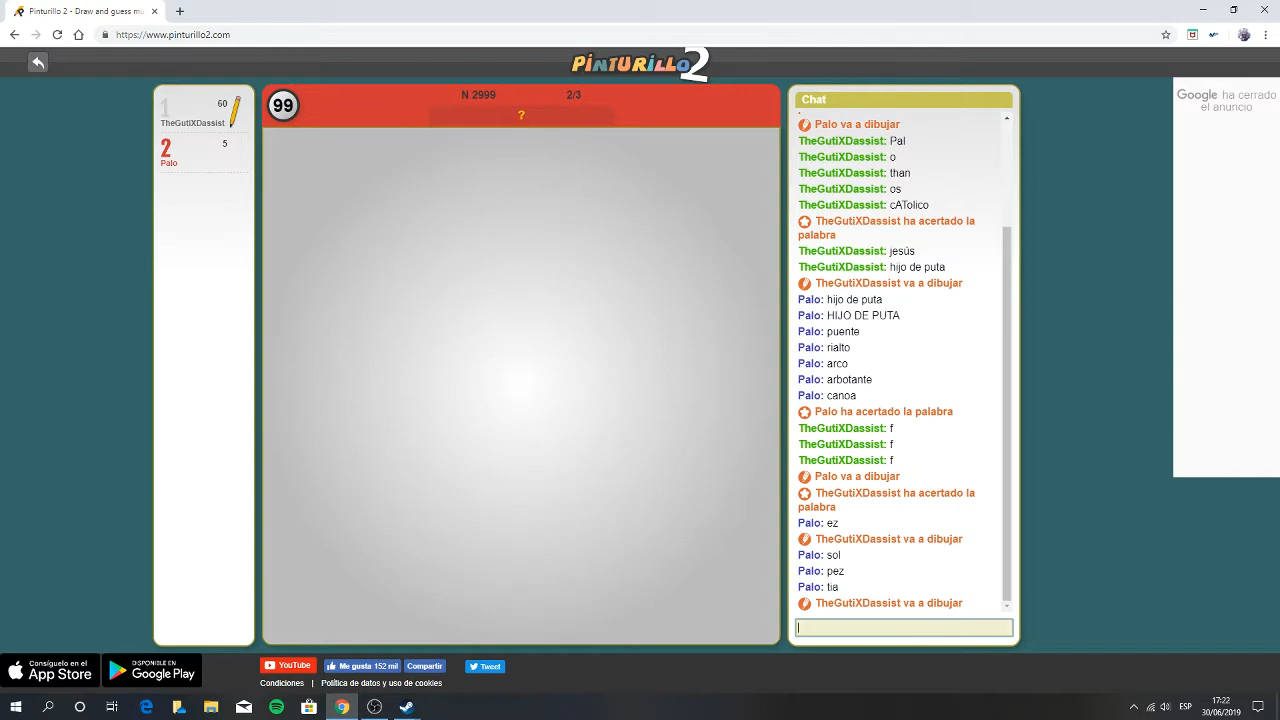 Pinturillo 2 - Draw and guess mu
https://www.pinturillo2.com
PinTURiLLO2
1
60
TheGutiXDassist
2
5
Palo
99
N 2999
2/3
?
Chat
Palo va a dibujar
TheGutiXDassist: Pal
TheGutiXDassist: o
TheGutiXDassist: than
TheGutiXDassist: os
TheGutiXDassist: cATolico
TheGutiXDassist ha acertado la
palabra
TheGutiXDassist: jesús
TheGutiXDassist: hijo de puta
TheGutiXDassist va a dibujar
Palo: hijo de puta
Palo: HIJO DE PUTA
Palo: puente
Palo: rialto
Palo: arco
Palo: arbotante
Palo: canoa
Palo ha acertado la palabra
TheGutiXDassist: f
TheGutiXDassist: f
TheGutiXDassist: f
Palo va a dibujar
TheGutiXDassist ha acertado la
palabra
Palo: ez
TheGutiXDassist va a dibujar
Palo: sol
Palo: pez
Palo: tia
TheGutiXDassist va a dibujar
Google ha cerrado
el anuncio
Consíguelo en el
App Store
DISPONIBLE EN
Google Play
YouTube
Me gusta 152 mil
Compartir
Tweet
Condiciones | Política de datos y uso de cookies
ESP
17:22
30/06/2019